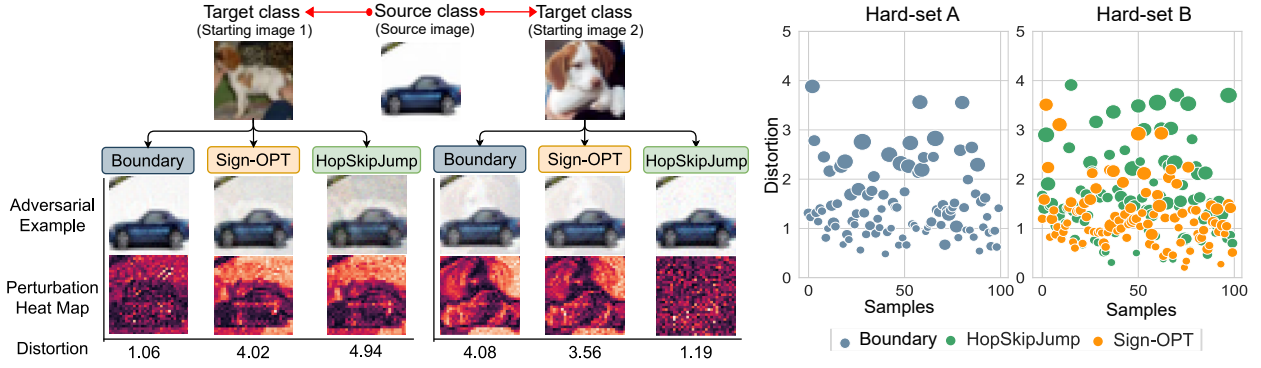 Target class Source class Target class
(Starting image 1) (Source image) (Starting image 2)
Boundary Sign-OPT HopSkipJump Boundary Sign-OPT HopSkipJump
Adversarial
Example
Perturbation
Heat Map
Distortion 1.06 4.02 4.94 4.08 3.56 1.19
Hard-set A Hard-set B
Distortion
5 5
4 4
3 3
2 2
1 1
0 0
0 50 100 0 50 100
Samples Samples
Boundary HopSkipJump Sign-OPT